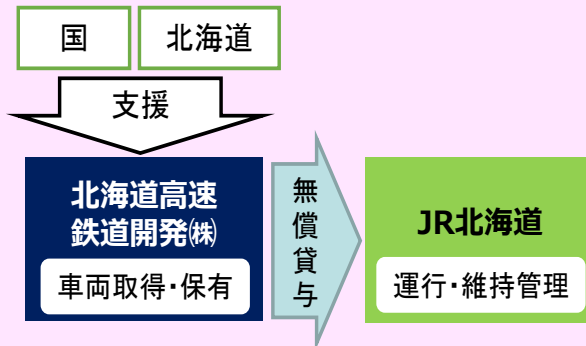 国
北海道
支援
北海道高速
鉄道開発㈱
車両取得・保有
無償貸与
JR北海道
運行・維持管理